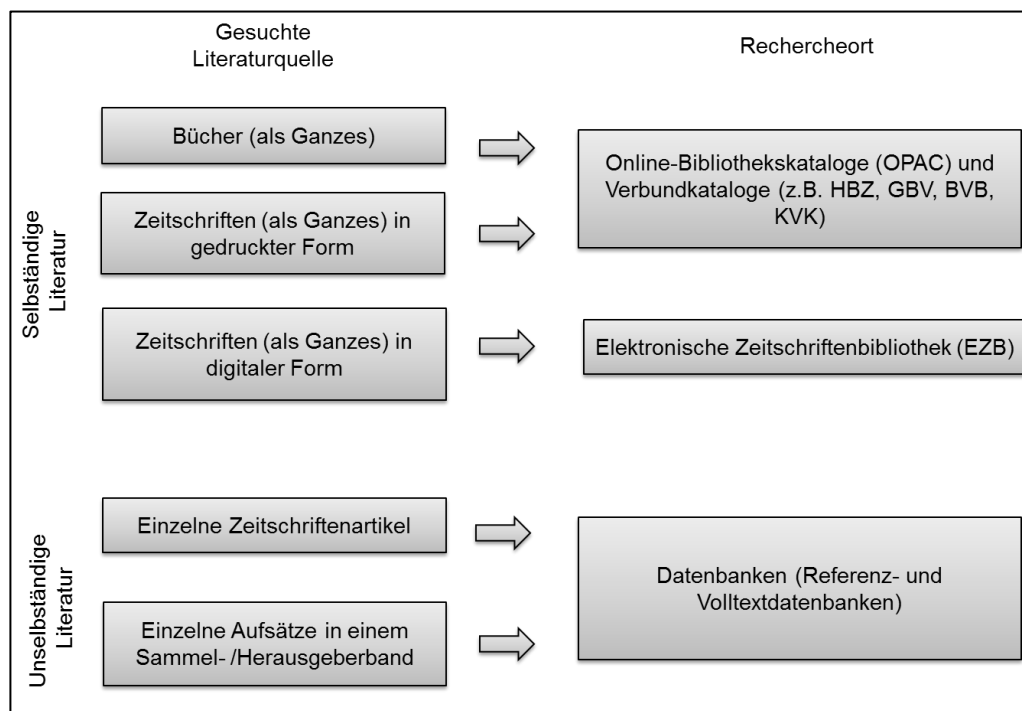 Gesuchte
Literaturquelle
Rechercheort
Selbständige
Literatur
Bücher (als Ganzes)
Online-Bibliothekskataloge (OPAC) und
Verbundkataloge (z.B. HBZ, GBV, BVB,
KVK)
Zeitschriften (als Ganzes) in
gedruckter Form
Zeitschriften (als Ganzes) in
digitaler Form
Elektronische Zeitschriftenbibliothek (EZB)
Unselbständige
Literatur
Einzelne Zeitschriftenartikel
Datenbanken (Referenz- und
Volltextdatenbanken)
Einzelne Aufsätze in einem
Sammel- /Herausgeberband